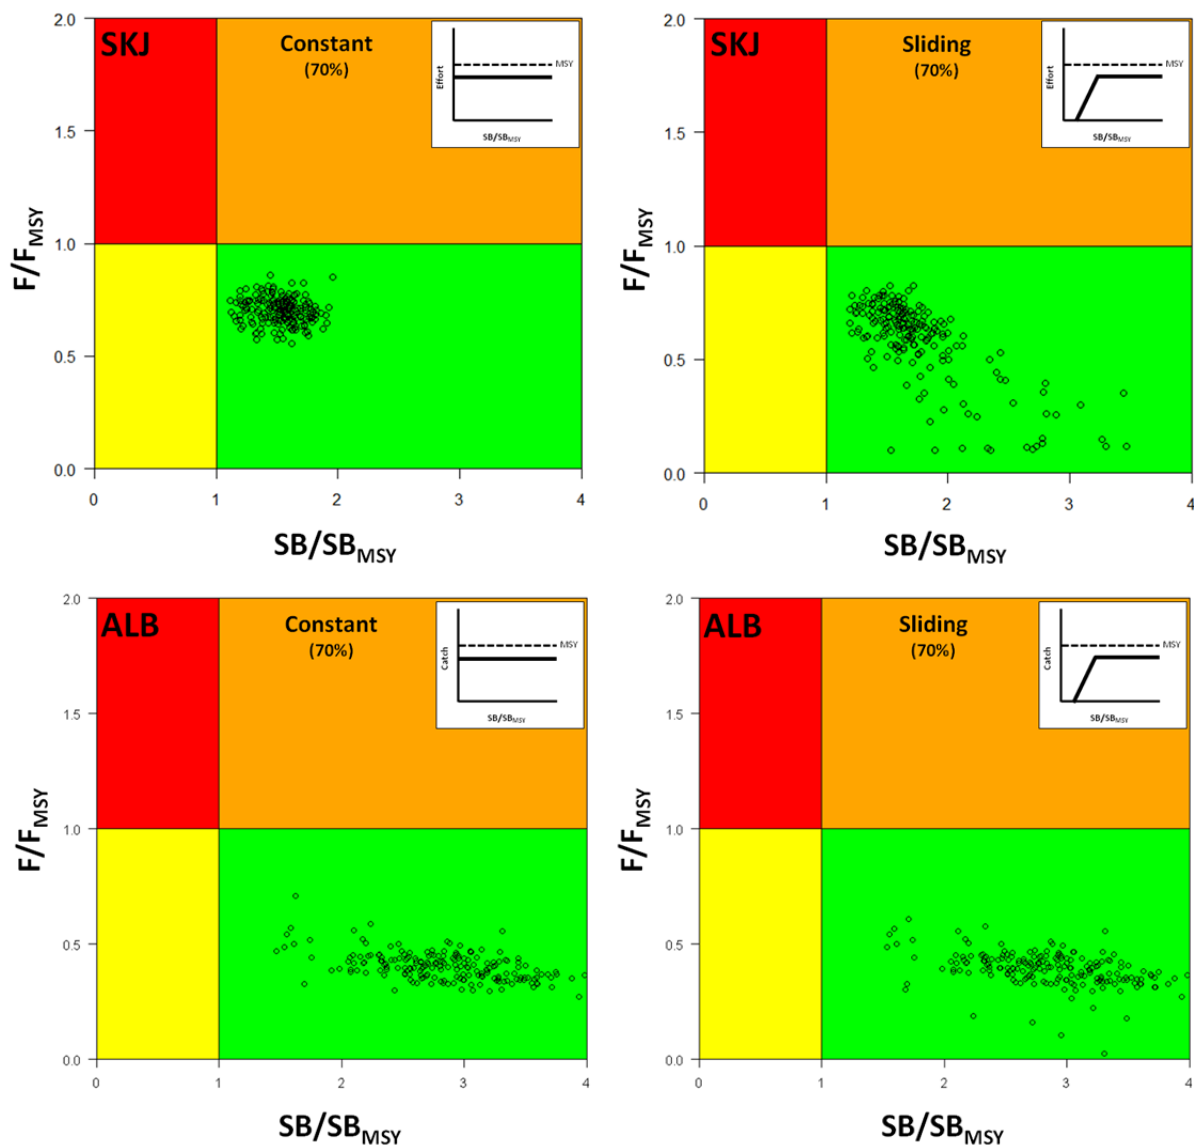 SKJ
Constant
(70%)
Effort
MSY
SB/SBMSY
2.0
1.5
1.0
0.5
0.0
F/FMSY
0 1 2 3 4
SB/SBMSY
SKJ
Sliding
(70%)
Effort
MSY
SB/SBMSY
2.0
1.5
1.0
0.5
0.0
F/FMSY
0 1 2 3 4
SB/SBMSY
ALB
Constant
(70%)
Catch
MSY
SB/SBMSY
2.0
1.5
1.0
0.5
0.0
F/FMSY
0 1 2 3 4
SB/SBMSY
ALB
Sliding
(70%)
Catch
MSY
SB/SBMSY
2.0
1.5
1.0
0.5
0.0
F/FMSY
0 1 2 3 4
SB/SBMSY